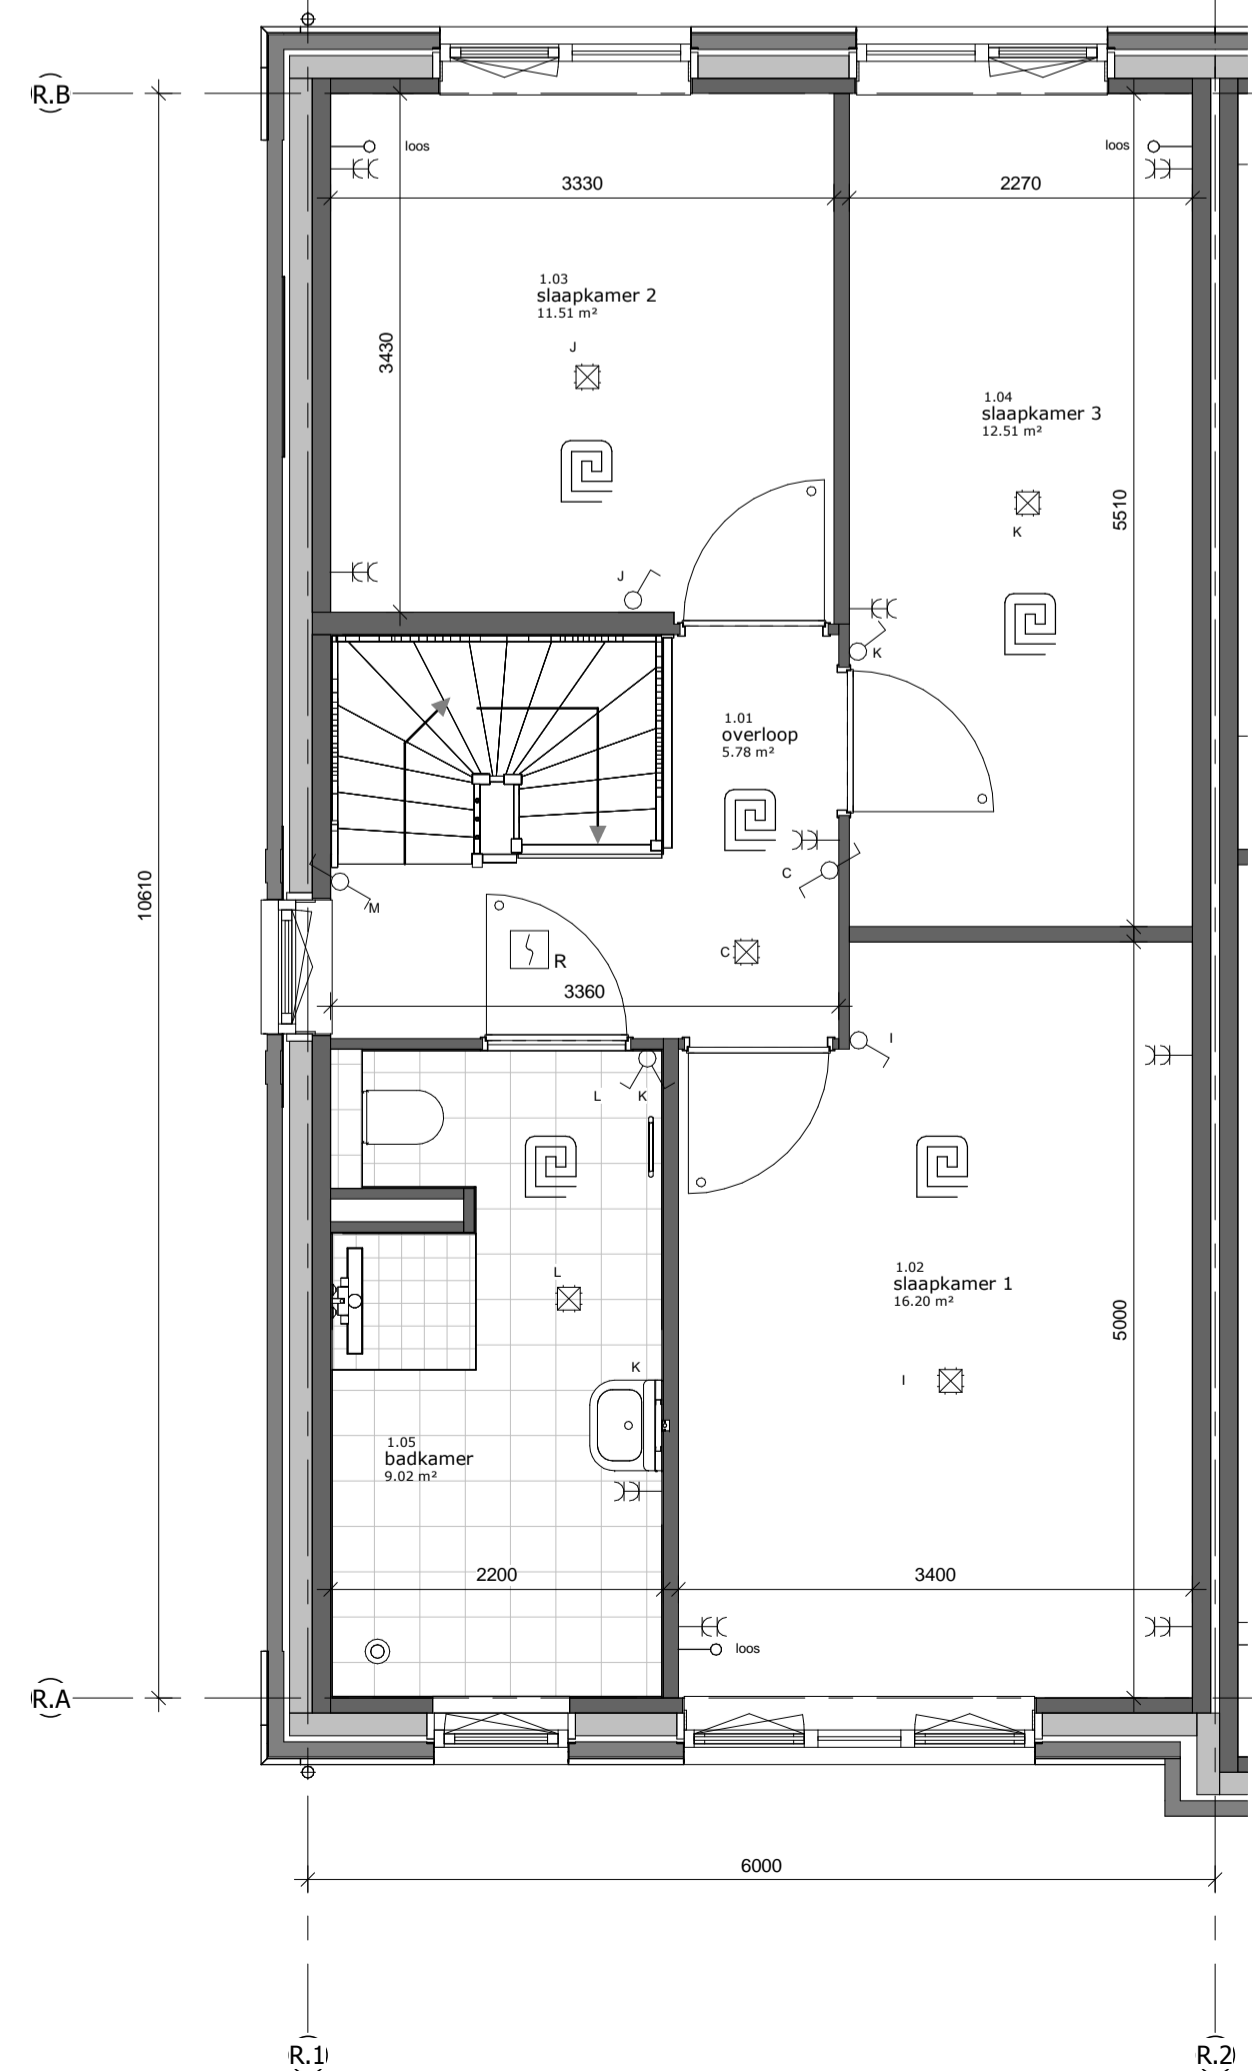 R.B
loos
loos
3330
2270
1.03
slaapkamer 2
11.51 m²
J
3430
1.04
slaapkamer 3
12.51 m²
K
5510
J
K
1.01
overloop
5.78 m²
C
M
C
R
10610
3360
I
L
K
L
1.02
slaapkamer 1
16.20 m²
5000
K
I
1.05
badkamer
9.02 m²
2200
3400
loos
R.A
6000
R.1
R.2